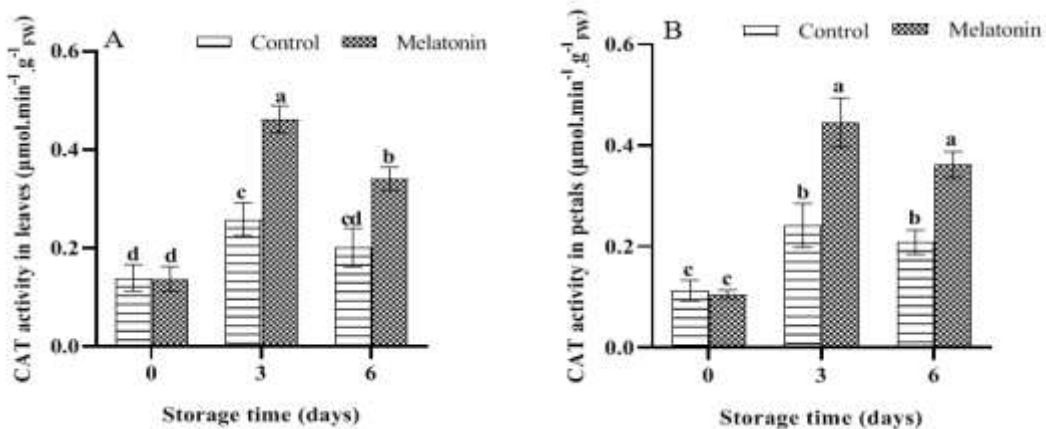 A
Control
Melatonin
CAT activity in leaves (µmol.min⁻¹.g⁻¹ FW)
0.6
0.4
0.2
0.0
d
d
c
a
cd
b
0
3
6
Storage time (days)
B
Control
Melatonin
CAT activity in petals (µmol.min⁻¹.g⁻¹ FW)
0.6
0.4
0.2
0.0
c
c
b
a
b
a
0
3
6
Storage time (days)